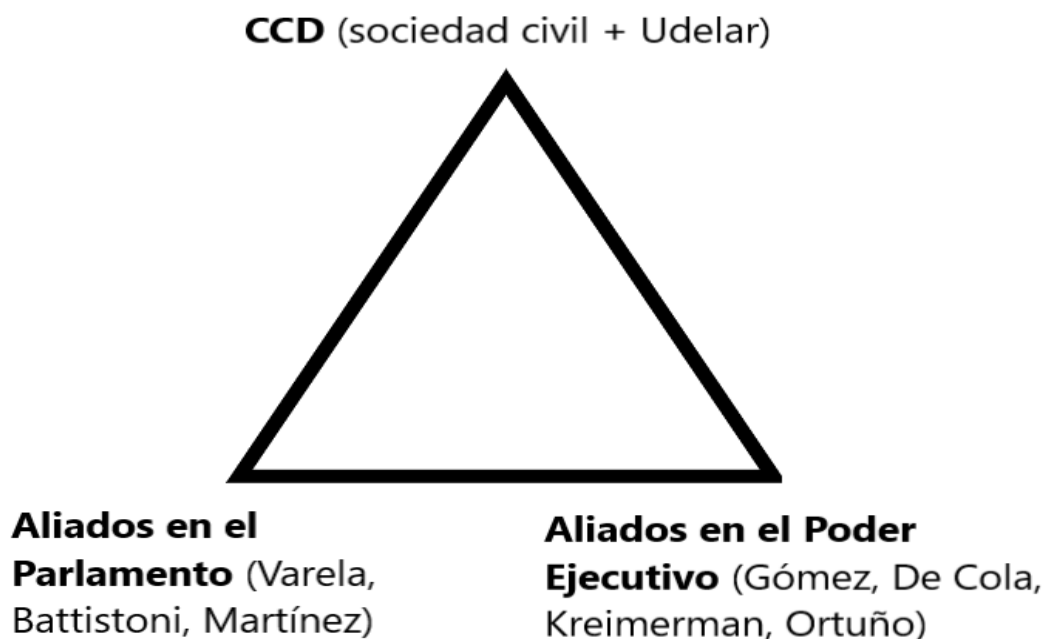 CCD (sociedad civil + Udelar)
Aliados en el
Parlamento (Varela,
Battistoni, Martínez)
Aliados en el Poder
Ejecutivo (Gómez, De Cola,
Kreimerman, Ortuño)